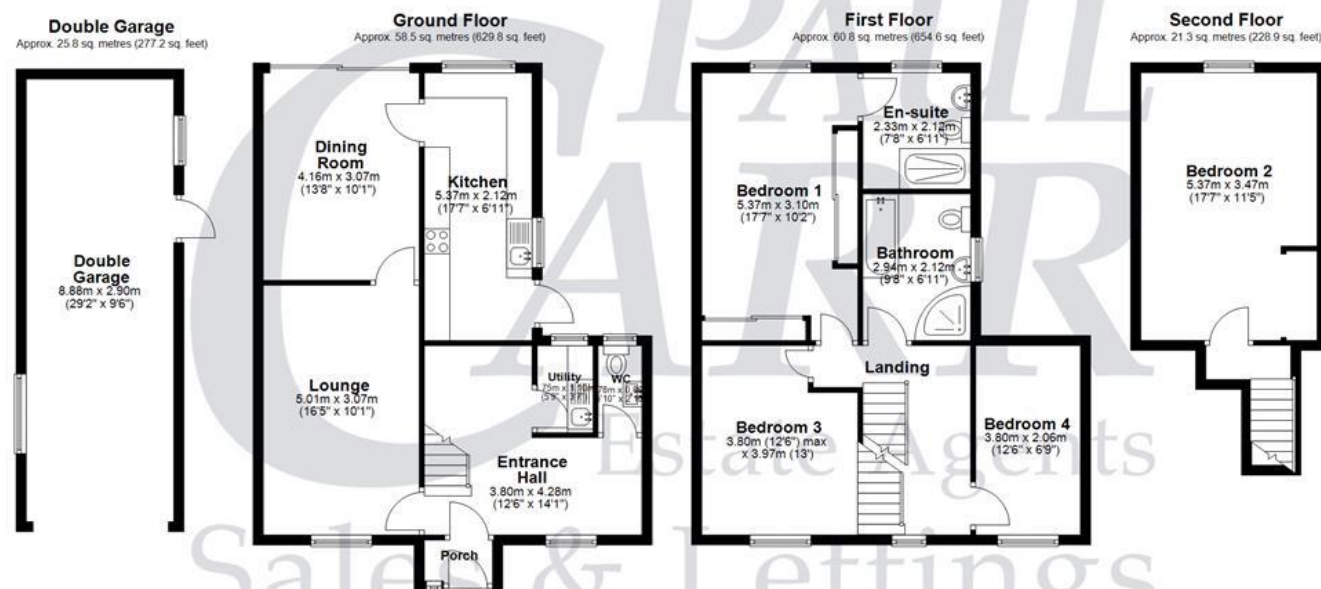 Double Garage
Approx. 25.8 sq. metres (277.2 sq. feet)
Double
Garage
8.88m x 2.90m
(29'2" x 9'6")
Ground Floor
Approx. 58.5 sq. metres (629.8 sq. feet)
Dining
Room
4.16m x 3.07m
(13'8" x 10'1")
Kitchen
5.37m x 2.12m
(17'7" x 6'11")
Lounge
5.01m x 3.07m
(16'5" x 10'1")
Utility
(5'9" x 3'7")
WC
Entrance
Hall
3.80m x 4.28m
(12'6" x 14'1")
Porch
First Floor
Approx. 60.8 sq. metres (654.6 sq. feet)
En-suite
2.33m x 2.12m
(7'8" x 6'11")
Bedroom 1
5.37m x 3.10m
(17'7" x 10'2")
Bathroom
2.94m x 2.12m
(9'8" x 6'11")
Landing
Bedroom 3
3.80m (12'6") max
x 3.97m (13')
Bedroom 4
3.80m x 2.06m
(12'6" x 6'9")
Second Floor
Approx. 21.3 sq. metres (228.9 sq. feet)
Bedroom 2
5.37m x 3.47m
(17'7" x 11'5")
PAUL
CARR
Estate Agents
Sales & Lettings